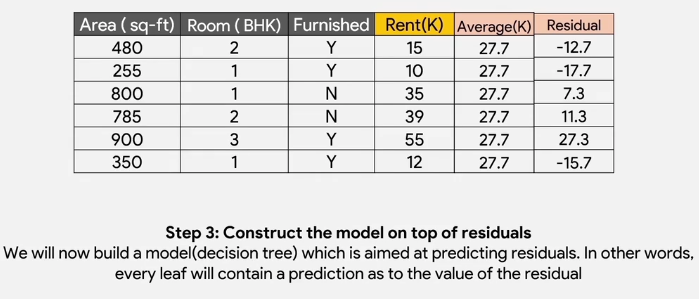 Area ( sq-ft) Room ( BHK) Furnished Rent(K) Average(K) Residual
480 2 Y 15 27.7 -12.7
255 1 Y 10 27.7 -17.7
800 1 N 35 27.7 7.3
785 2 N 39 27.7 11.3
900 3 Y 55 27.7 27.3
350 1 Y 12 27.7 -15.7
Step 3: Construct the model on top of residuals
We will now build a model(decision tree) which is aimed at predicting residuals. In other words,
every leaf will contain a prediction as to the value of the residual